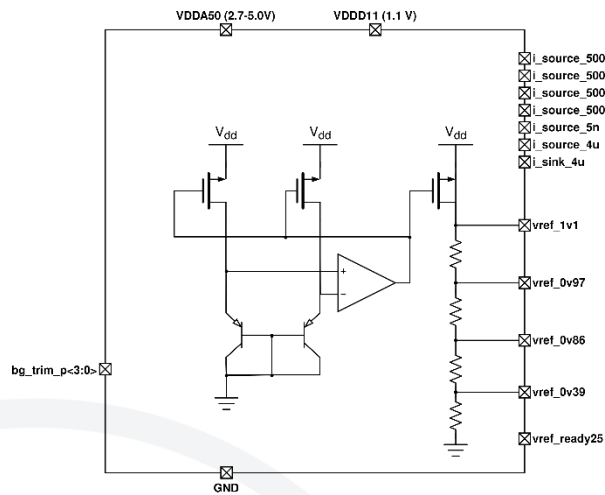 VDDA50 (2.7-5.0V) VDDD11 (1.1 V)
i_source_500
i_source_500
i_source_500
i_source_500
i_source_5n
i_source_4u
i_sink_4u
Vdd Vdd Vdd
vref_1v1
+
−
vref_0v97
vref_0v86
bg_trim_p<3:0>
vref_0v39
vref_ready25
GND